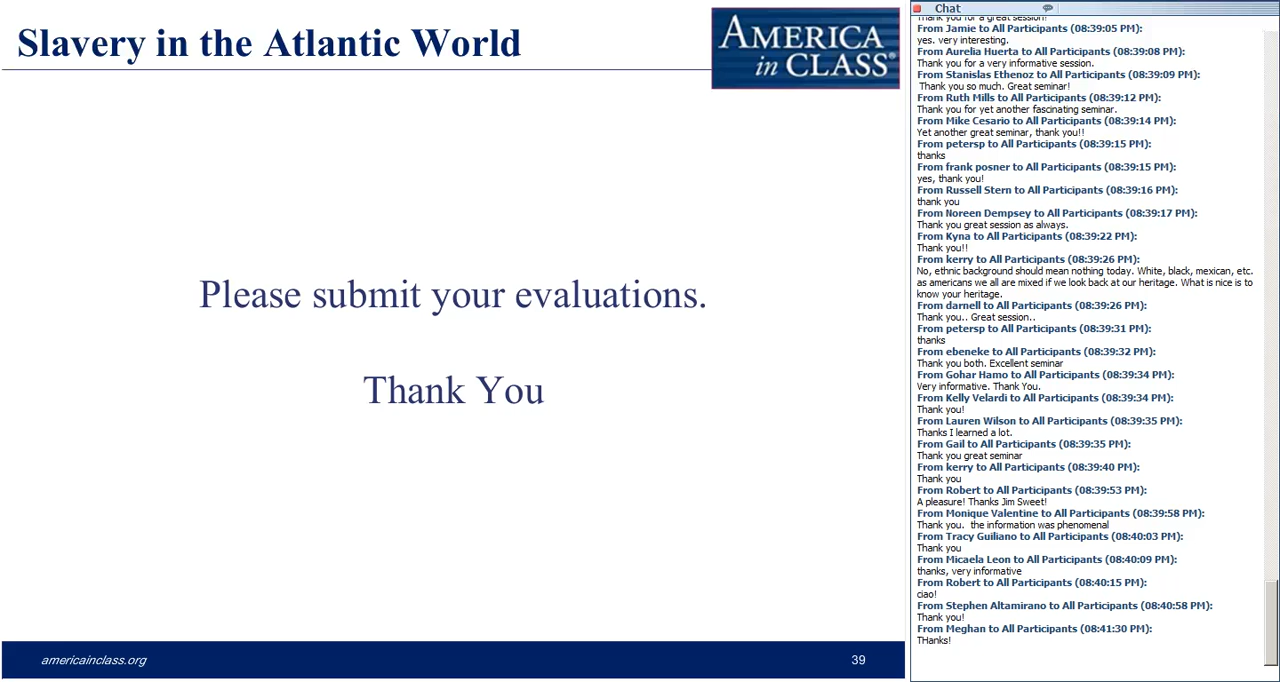 Slavery in the Atlantic World
AMERICA
in CLASS®
Please submit your evaluations.
Thank You
americainclass.org
39
Chat
Thank you for a great session!
From Jamie to All Participants (08:39:05 PM):
yes. very interesting.
From Aurelia Huerta to All Participants (08:39:08 PM):
Thank you for a very informative session.
From Stanislas Ethenoz to All Participants (08:39:09 PM):
Thank you so much. Great seminar!
From Ruth Mills to All Participants (08:39:12 PM):
Thank you for yet another fascinating seminar.
From Mike Cesario to All Participants (08:39:14 PM):
Yet another great seminar, thank you!!
From petersp to All Participants (08:39:15 PM):
thanks
From frank posner to All Participants (08:39:15 PM):
yes, thank you!
From Russell Stern to All Participants (08:39:16 PM):
thank you
From Noreen Dempsey to All Participants (08:39:17 PM):
Thank you great session as always.
From Kyna to All Participants (08:39:22 PM):
Thank you!!
From kerry to All Participants (08:39:26 PM):
No, ethnic background should mean nothing today. White, black, mexican, etc.
as americans we all are mixed if we look back at our heritage. What is nice is to
know your heritage.
From darnell to All Participants (08:39:26 PM):
Thank you.. Great session..
From petersp to All Participants (08:39:31 PM):
thanks
From ebeneke to All Participants (08:39:32 PM):
Thank you both. Excellent seminar
From Gohar Hamo to All Participants (08:39:34 PM):
Very informative. Thank You.
From Kelly Velardi to All Participants (08:39:34 PM):
Thank you!
From Lauren Wilson to All Participants (08:39:35 PM):
Thanks I learned a lot.
From Gail to All Participants (08:39:35 PM):
Thank you great seminar
From kerry to All Participants (08:39:40 PM):
Thank you
From Robert to All Participants (08:39:53 PM):
A pleasure! Thanks Jim Sweet!
From Monique Valentine to All Participants (08:39:58 PM):
Thank you.  the information was phenomenal
From Tracy Guiliano to All Participants (08:40:03 PM):
Thank you
From Micaela Leon to All Participants (08:40:09 PM):
thanks, very informative
From Robert to All Participants (08:40:15 PM):
ciao!
From Stephen Altamirano to All Participants (08:40:58 PM):
Thank you!
From Meghan to All Participants (08:41:30 PM):
THanks!